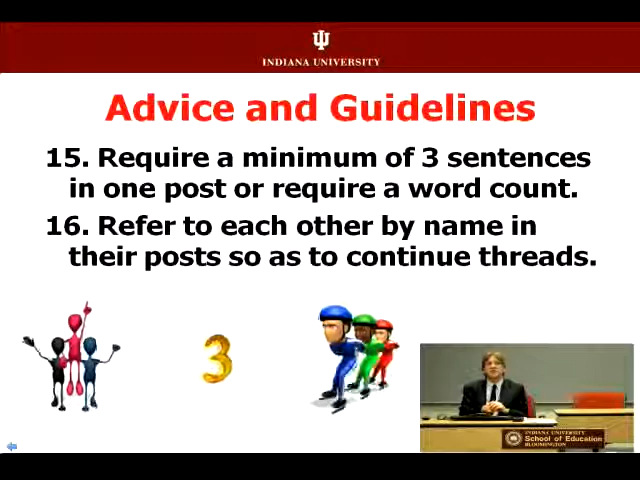 INDIANA UNIVERSITY
Advice and Guidelines
15. Require a minimum of 3 sentences
in one post or require a word count.
16. Refer to each other by name in
their posts so as to continue threads.
3
INDIANA UNIVERSITY
School of Education
BLOOMINGTON